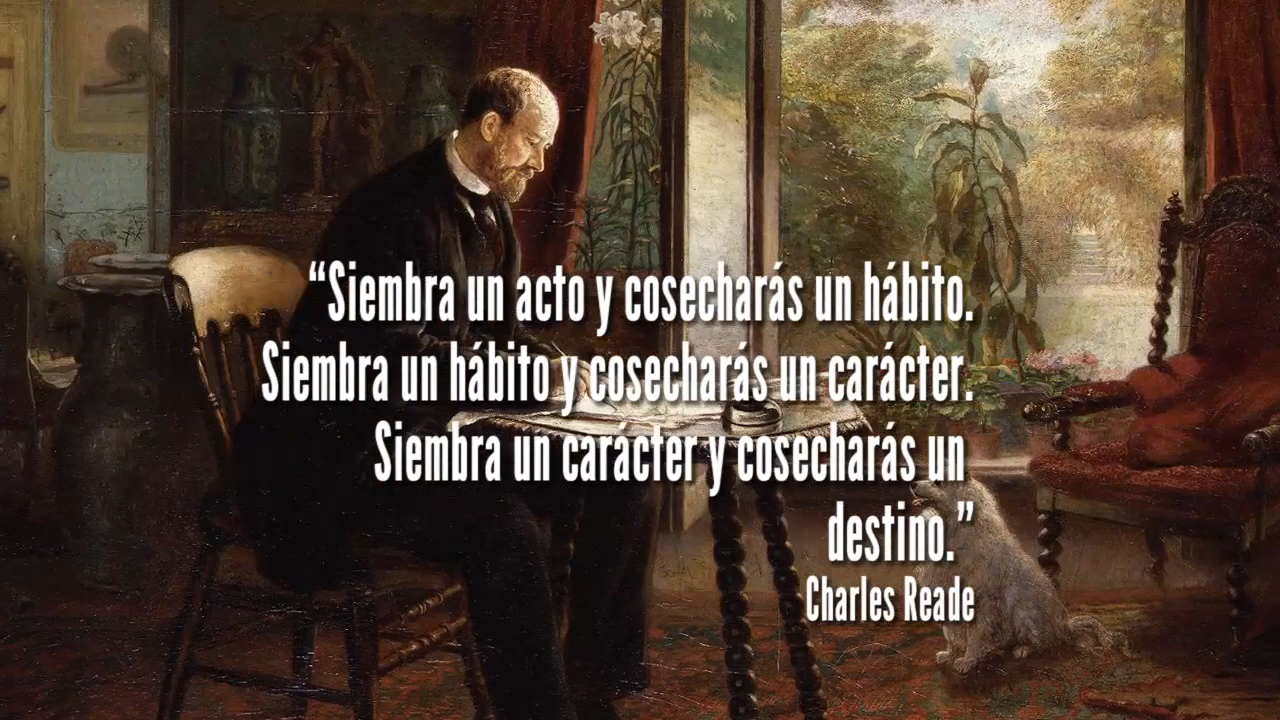 “Siembra un acto y cosecharás un hábito.
Siembra un hábito y cosecharás un carácter.
Siembra un carácter y cosecharás un
destino.”
Charles Reade